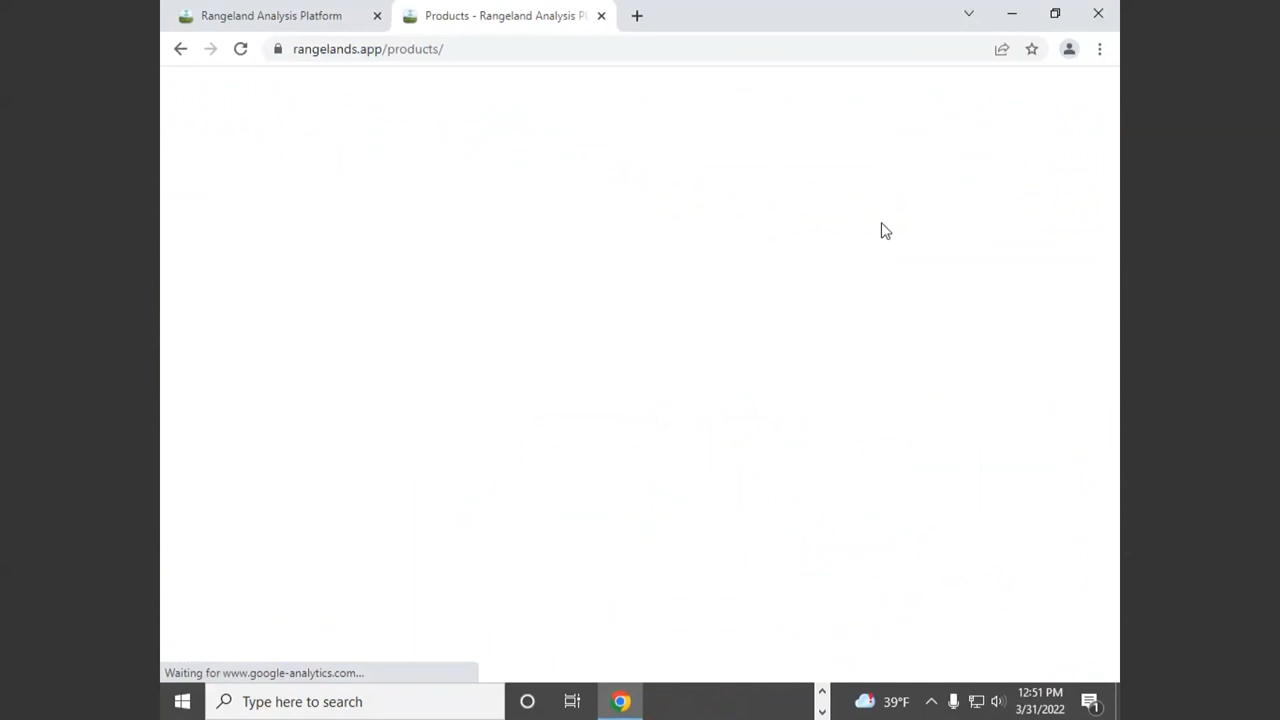 Rangeland Analysis Platform
Products - Rangeland Analysis Pl
rangelands.app/products/
Waiting for www.google-analytics.com...
Type here to search
39°F
12:51 PM
3/31/2022
1